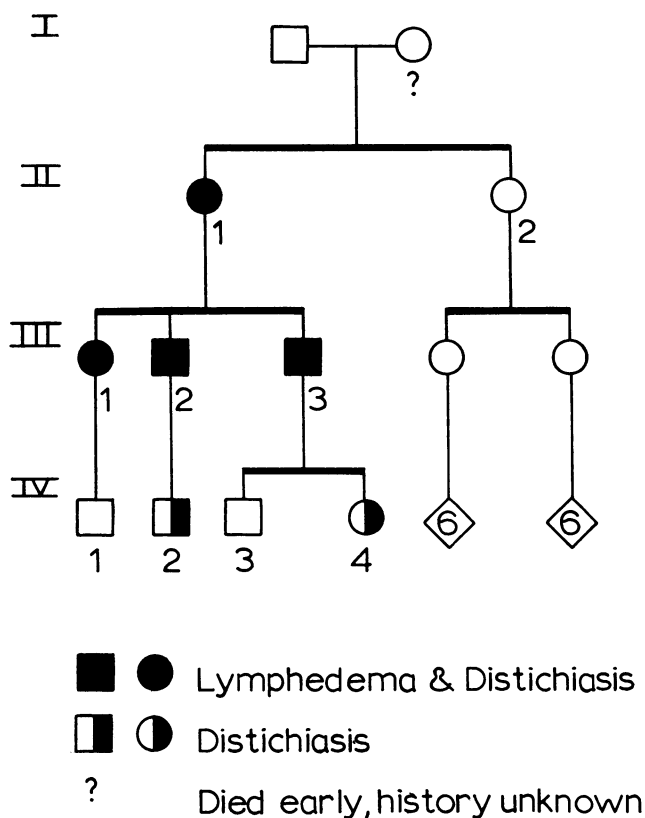 I
?
II
1
2
III
1
2
3
IV
6
6
1
2
3
4
Lymphedema & Distichiasis
Distichiasis
? Died early, history unknown